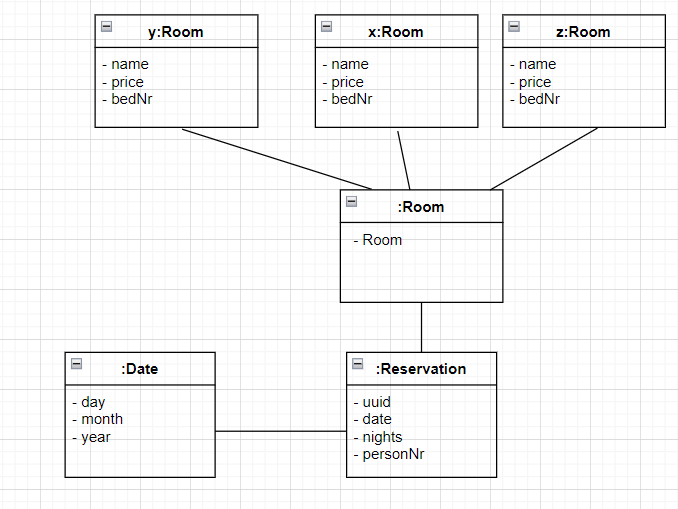 y:Room
- name
- price
- bedNr
x:Room
- name
- price
- bedNr
z:Room
- name
- price
- bedNr
:Room
- Room
:Date
- day
- month
- year
:Reservation
- uuid
- date
- nights
- personNr